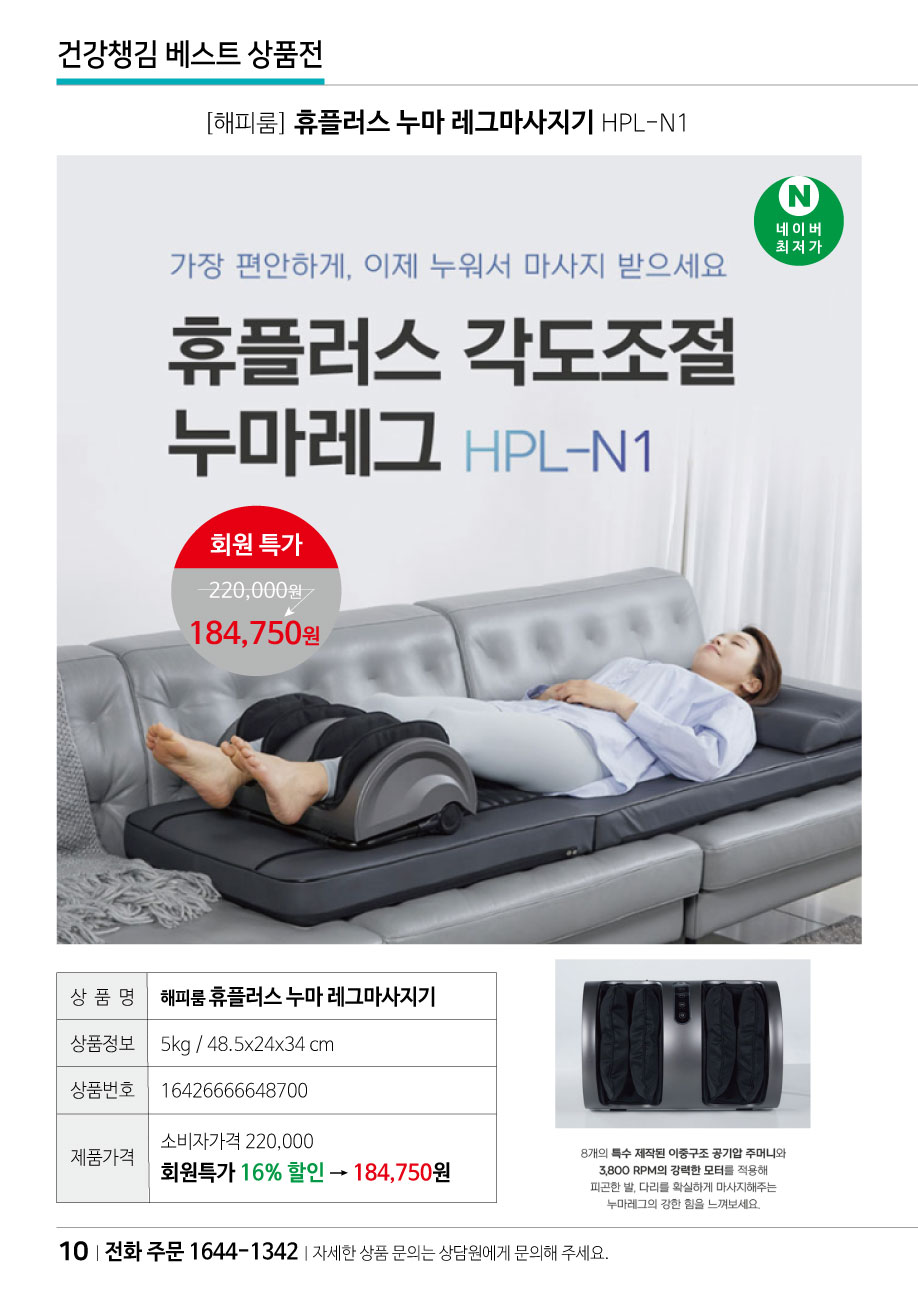 건강챙김 베스트 상품전
[해피룸] 휴플러스 누마 레그마사지기 HPL-N1
N
네이버
최저가
가장 편안하게, 이제 누워서 마사지 받으세요
휴플러스 각도조절
누마레그 HPL-N1
회원 특가
220,000원
184,750원
상 품 명 해피룸 휴플러스 누마 레그마사지기
상품정보 5kg / 48.5x24x34 cm
상품번호 16426666648700
제품가격 소비자가격 220,000
회원특가 16% 할인 → 184,750원
8개의 특수 제작된 이중구조 공기압 주머니와
3,800 RPM의 강력한 모터를 적용해
피곤한 발, 다리를 확실하게 마사지해주는
누마레그의 강한 힘을 느껴보세요.
10 | 전화 주문 1644-1342 | 자세한 상품 문의는 상담원에게 문의해 주세요.